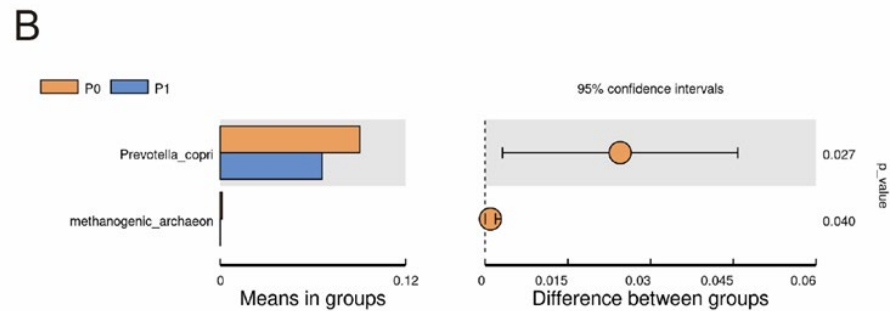 B
P0 P1
95% confidence intervals
Prevotella_copri
0.027
methanogenic_archaeon
0.040
p_value
0 0.12
0 0.015 0.03 0.045 0.06
Means in groups
Difference between groups